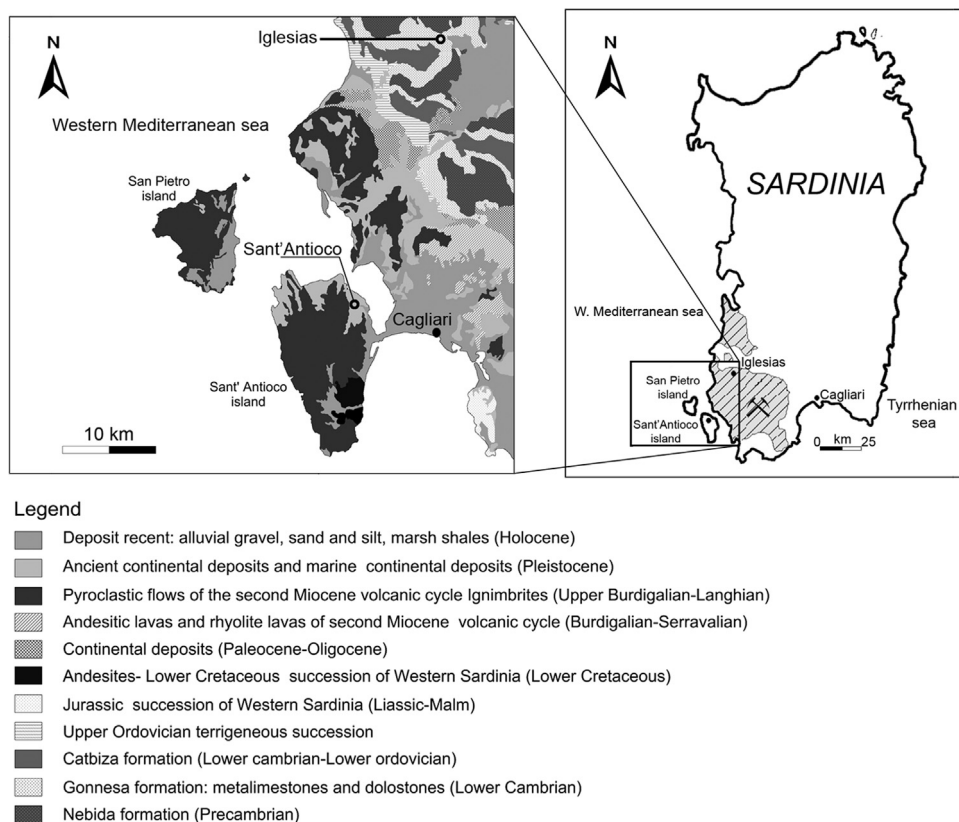 N
Iglesias
Western Mediterranean sea
San Pietro
island
Sant'Antioco
Cagliari
Sant' Antioco
island
10 km
N
SARDINIA
W. Mediterranean sea
Iglesias
San Pietro
island
Cagliari
Sant'Antioco
island
Tyrrhenian
sea
0 km 25
Legend
Deposit recent: alluvial gravel, sand and silt, marsh shales (Holocene)
Ancient continental deposits and marine continental deposits (Pleistocene)
Pyroclastic flows of the second Miocene volcanic cycle Ignimbrites (Upper Burdigalian-Langhian)
Andesitic lavas and rhyolite lavas of second Miocene volcanic cycle (Burdigalian-Serravalian)
Continental deposits (Paleocene-Oligocene)
Andesites- Lower Cretaceous succession of Western Sardinia (Lower Cretaceous)
Jurassic succession of Western Sardinia (Liassic-Malm)
Upper Ordovician terrigeneous succession
Catbiza formation (Lower cambrian-Lower ordovician)
Gonnesa formation: metalimestones and dolostones (Lower Cambrian)
Nebida formation (Precambrian)